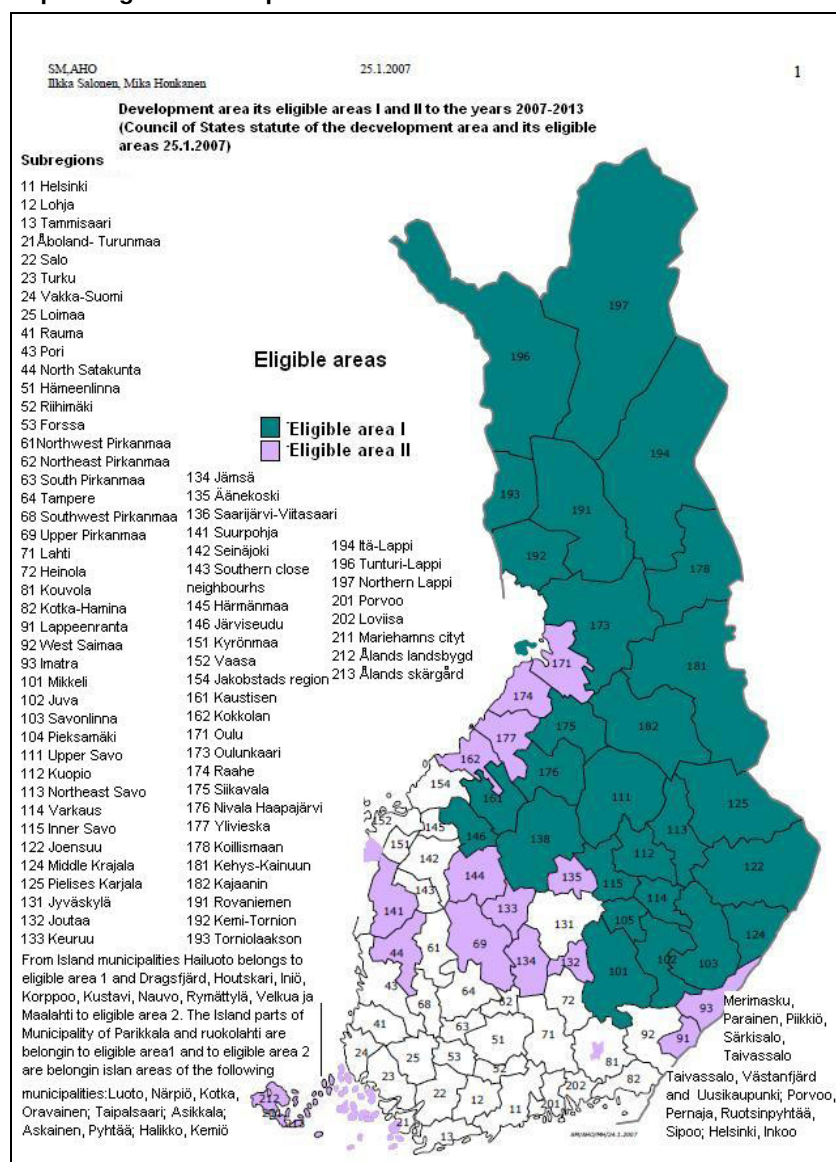 SM,AHO 25.1.2007 1
Ilkka Salonen, Mika Honkanen
Development area its eligible areas I and II to the years 2007-2013
(Council of States statute of the decvelopment area and its eligible
areas 25.1.2007)
Subregions
11 Helsinki
12 Lohja
13 Tammisaari
21Åboland- Turunmaa
22 Salo
23 Turku
24 Vakka-Suomi
25 Loimaa
41 Rauma
43 Pori
44 North Satakunta
51 Hämeenlinna
52 Riihimäki
53 Forssa
61Northwest Pirkanmaa
62 Northeast Pirkanmaa
63 South Pirkanmaa
64 Tampere
68 Southwest Pirkanmaa
69 Upper Pirkanmaa
71 Lahti
72 Heinola
81 Kouvola
82 Kotka-Hamina
91 Lappeenranta
92 West Saimaa
93 Imatra
101 Mikkeli
102 Juva
103 Savonlinna
104 Pieksamäki
111 Upper Savo
112 Kuopio
113 Northeast Savo
114 Varkaus
115 Inner Savo
122 Joensuu
124 Middle Krajala
125 Pielises Karjala
131 Jyväskylä
132 Joutaa
133 Keuruu
134 Jämsä
135 Äänekoski
136 Saarijärvi-Viitasaari
141 Suurpohja
142 Seinäjoki
143 Southern close
neighbourhs
145 Härmänmaa
146 Järviseudu
151 Kyrönmaa
152 Vaasa
154 Jakobstads region
161 Kaustisen
162 Kokkolan
171 Oulu
173 Oulunkaari
174 Raahe
175 Siikavala
176 Nivala Haapajärvi
177 Ylivieska
178 Koillismaan
181 Kehys-Kainuun
182 Kajaanin
191 Rovaniemen
192 Kemi-Tornion
193 Torniolaakson
194 Itä-Lappi
196 Tunturi-Lappi
197 Northern Lappi
201 Porvoo
202 Loviisa
211 Mariehamns cityt
212 Ålands landsbygd
213 Ålands skärgård
Eligible areas
Eligible area I
Eligible area II
197
196
194
193
191
192
178
173
171
181
174
175
182
177
162
176
154
161
111
125
152
145
146
138
113
151
142
112
122
144
135
115
114
143
133
131
105
141
124
69
101
102
103
44
61
134
132
43
64
62
72
93
68
63
71
92
91
41
51
24
25
53
81
52
23
82
22
12
202
201
11
21
13
212
211
213
From Island municipalities Hailuoto belongs to
eligible area 1 and Dragsfjärd, Houtskari, Iniö,
Korppoo, Kustavi, Nauvo, Rymättylä, Velkua ja
Maalahti to eligible area 2. The Island parts of
Municipality of Parikkala and ruokolahti are
belongin to eligible area1 and to eligible area 2
are belongin islan areas of the following
municipalities:Luoto, Närpiö, Kotka,
Oravainen; Taipalsaari; Asikkala;
Askainen, Pyhtää; Halikko, Kemiö
Merimasku,
Parainen, Piikkiö,
Särkisalo,
Taivassalo
Taivassalo, Västanfjärd
and Uusikaupunki; Porvoo,
Pernaja, Ruotsinpyhtää,
Sipoo; Helsinki, Inkoo